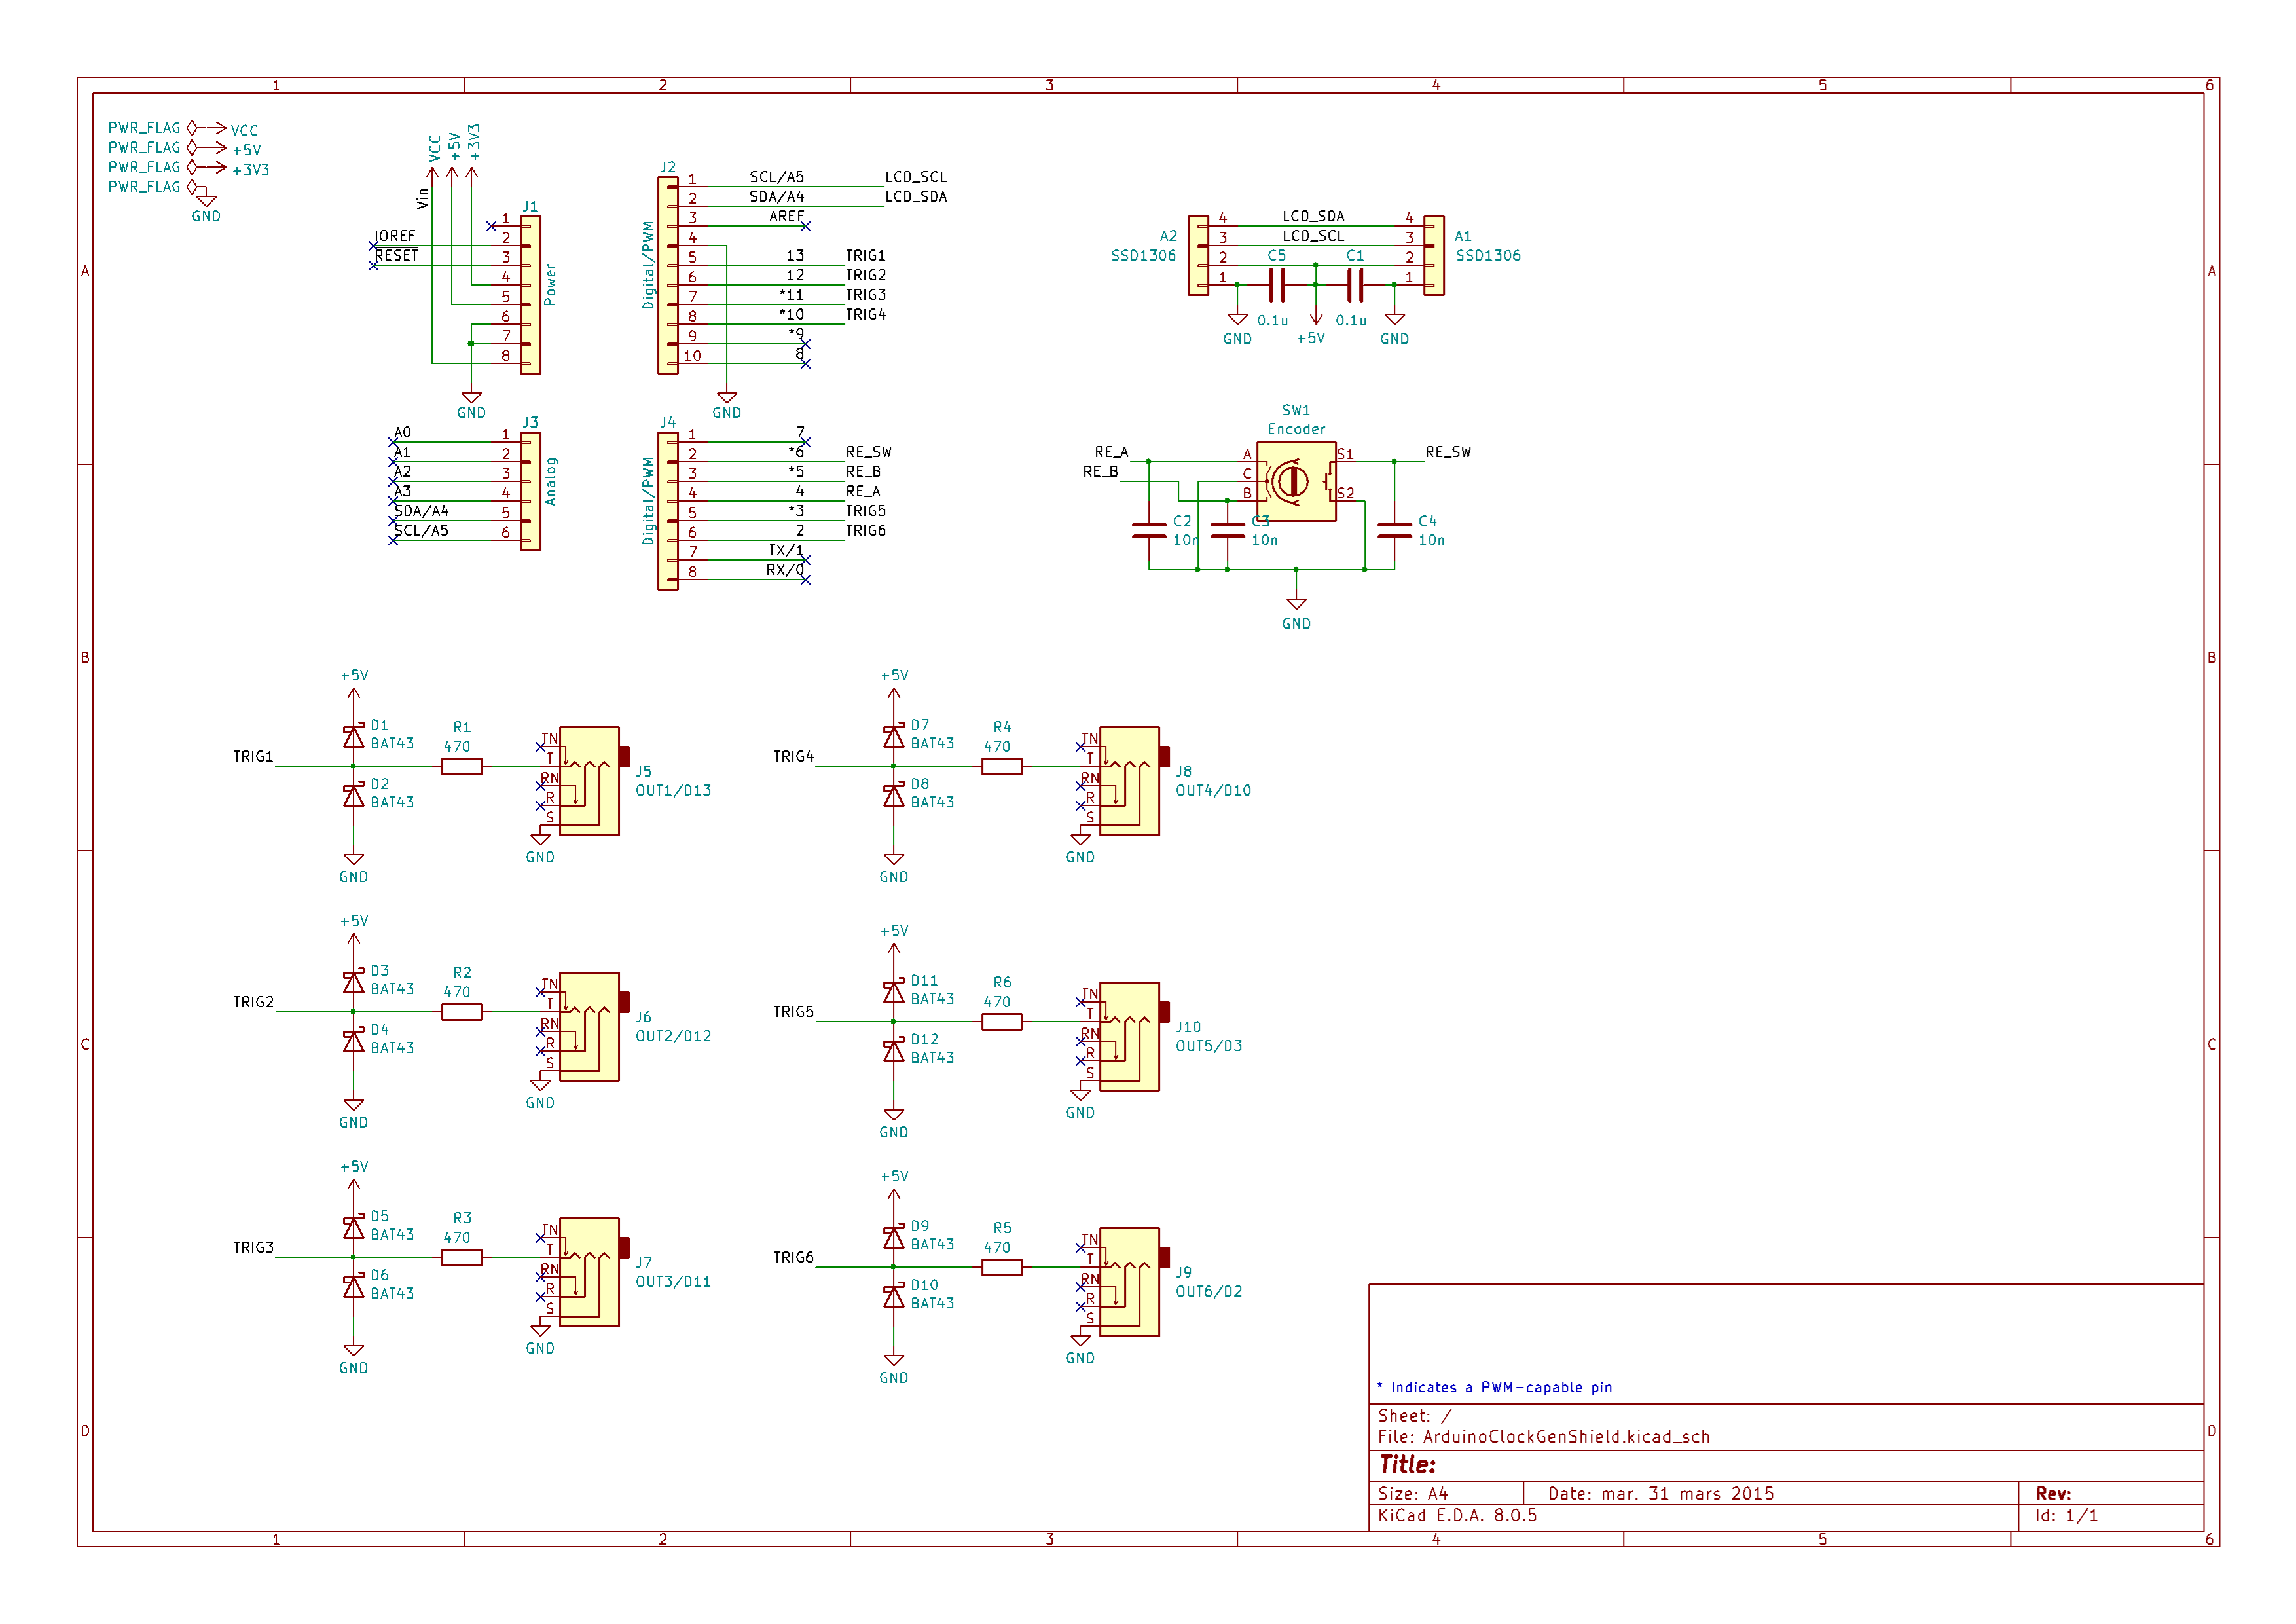 1 2 3 4 5 6
A
B
C
D
PWR_FLAG VCC
PWR_FLAG +5V
PWR_FLAG +3V3
PWR_FLAG
GND
VCC
+5V
+3V3
Vin
J1
Power
1
IOREF 2
RESET 3
4
5
6
7
8
GND
J2
Digital/PWM
1 SCL/A5 LCD_SCL
2 SDA/A4 LCD_SDA
3 AREF
4
5 13 TRIG1
6 12 TRIG2
7 *11 TRIG3
8 *10 TRIG4
9 *9
10 8
GND
J3
Analog
A0 1
A1 2
A2 3
A3 4
SDA/A4 5
SCL/A5 6
J4
Digital/PWM
1 7
2 *6 RE_SW
3 *5 RE_B
4 4 RE_A
5 *3 TRIG5
6 2 TRIG6
7 TX/1
8 RX/0
A2
SSD1306
4 LCD_SDA 4
3 LCD_SCL 3
2 C5 C1 2
1 1
A1
SSD1306
0.1u 0.1u
GND +5V GND
SW1
Encoder
RE_A A S1 RE_SW
RE_B C
B S2
C2
10n
C3
10n
C4
10n
GND
+5V
D1
BAT43
TRIG1
D2
BAT43
GND
R1
470
TN
T
RN
R
S
GND
J5
OUT1/D13
+5V
D7
BAT43
TRIG4
D8
BAT43
GND
R4
470
TN
T
RN
R
S
GND
J8
OUT4/D10
+5V
D3
BAT43
TRIG2
D4
BAT43
GND
R2
470
TN
T
RN
R
S
GND
J6
OUT2/D12
+5V
D11
BAT43
TRIG5
D12
BAT43
GND
R6
470
TN
T
RN
R
S
GND
J10
OUT5/D3
+5V
D5
BAT43
TRIG3
D6
BAT43
GND
R3
470
TN
T
RN
R
S
GND
J7
OUT3/D11
+5V
D9
BAT43
TRIG6
D10
BAT43
GND
R5
470
TN
T
RN
R
S
GND
J9
OUT6/D2
* Indicates a PWM-capable pin
Sheet: /
File: ArduinoClockGenShield.kicad_sch
Title:
Size: A4 Date: mar. 31 mars 2015 Rev:
KiCad E.D.A. 8.0.5 Id: 1/1
A
B
C
D
1 2 3 4 5 6